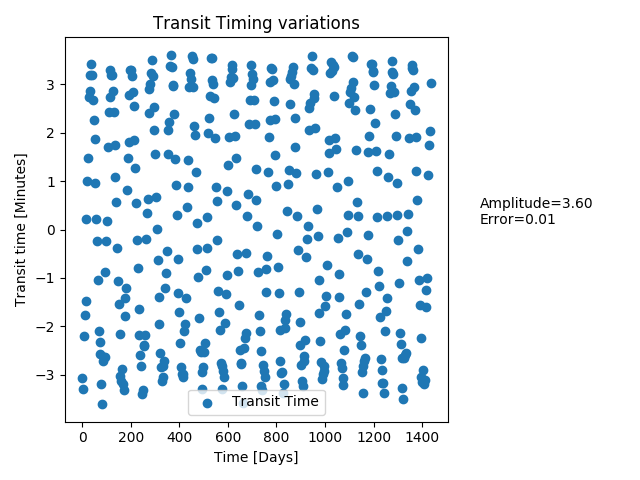 Transit Timing variations
Transit time [Minutes]
3
2
1
0
−1
−2
−3
Amplitude=3.60
Error=0.01
Transit Time
0 200 400 600 800 1000 1200 1400
Time [Days]